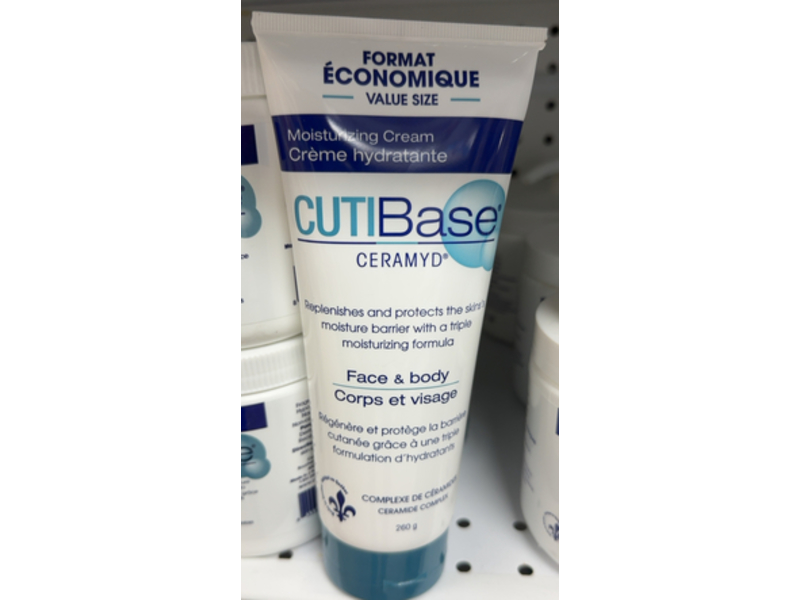 FORMAT
ÉCONOMIQUE
VALUE SIZE
Moisturizing Cream
Crème hydratante
CUTIBase®
CERAMYD®
Replenishes and protects the skin's
moisture barrier with a triple
moisturizing formula
Face & body
Corps et visage
Régénère et protège la barrière
cutanée grâce à une triple
formulation d'hydratants
COMPLEXE DE CÉRAMIDES
CERAMIDE COMPLEX
260 g